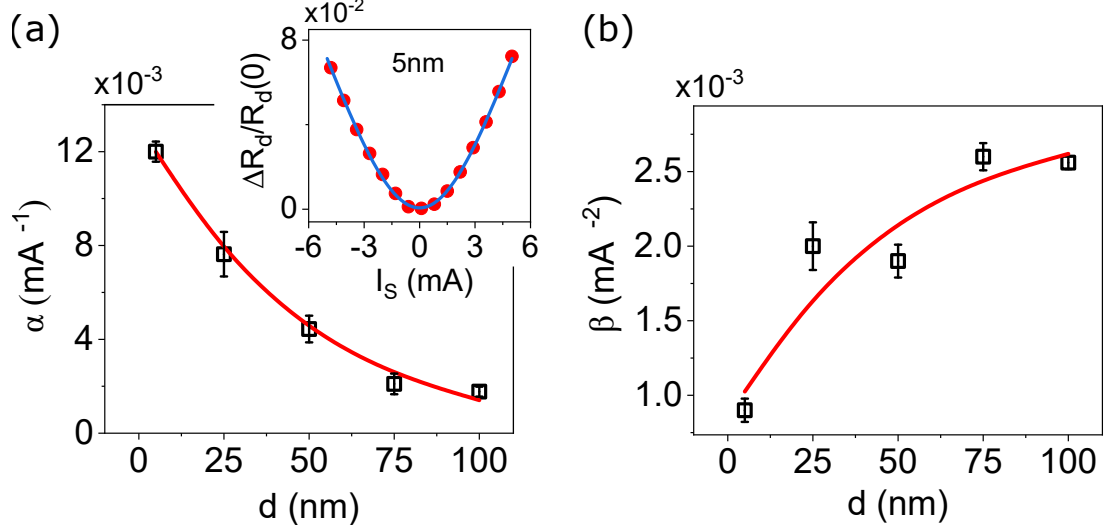 (a)
x10⁻³
α (mA⁻¹)
12
8
4
0
0 25 50 75 100
d (nm)
x10⁻²
ΔR_d/R_d(0)
8
0
5nm
-6 -3 0 3 6
I_S (mA)
(b)
x10⁻³
β (mA⁻²)
2.5
2.0
1.5
1.0
0 25 50 75 100
d (nm)